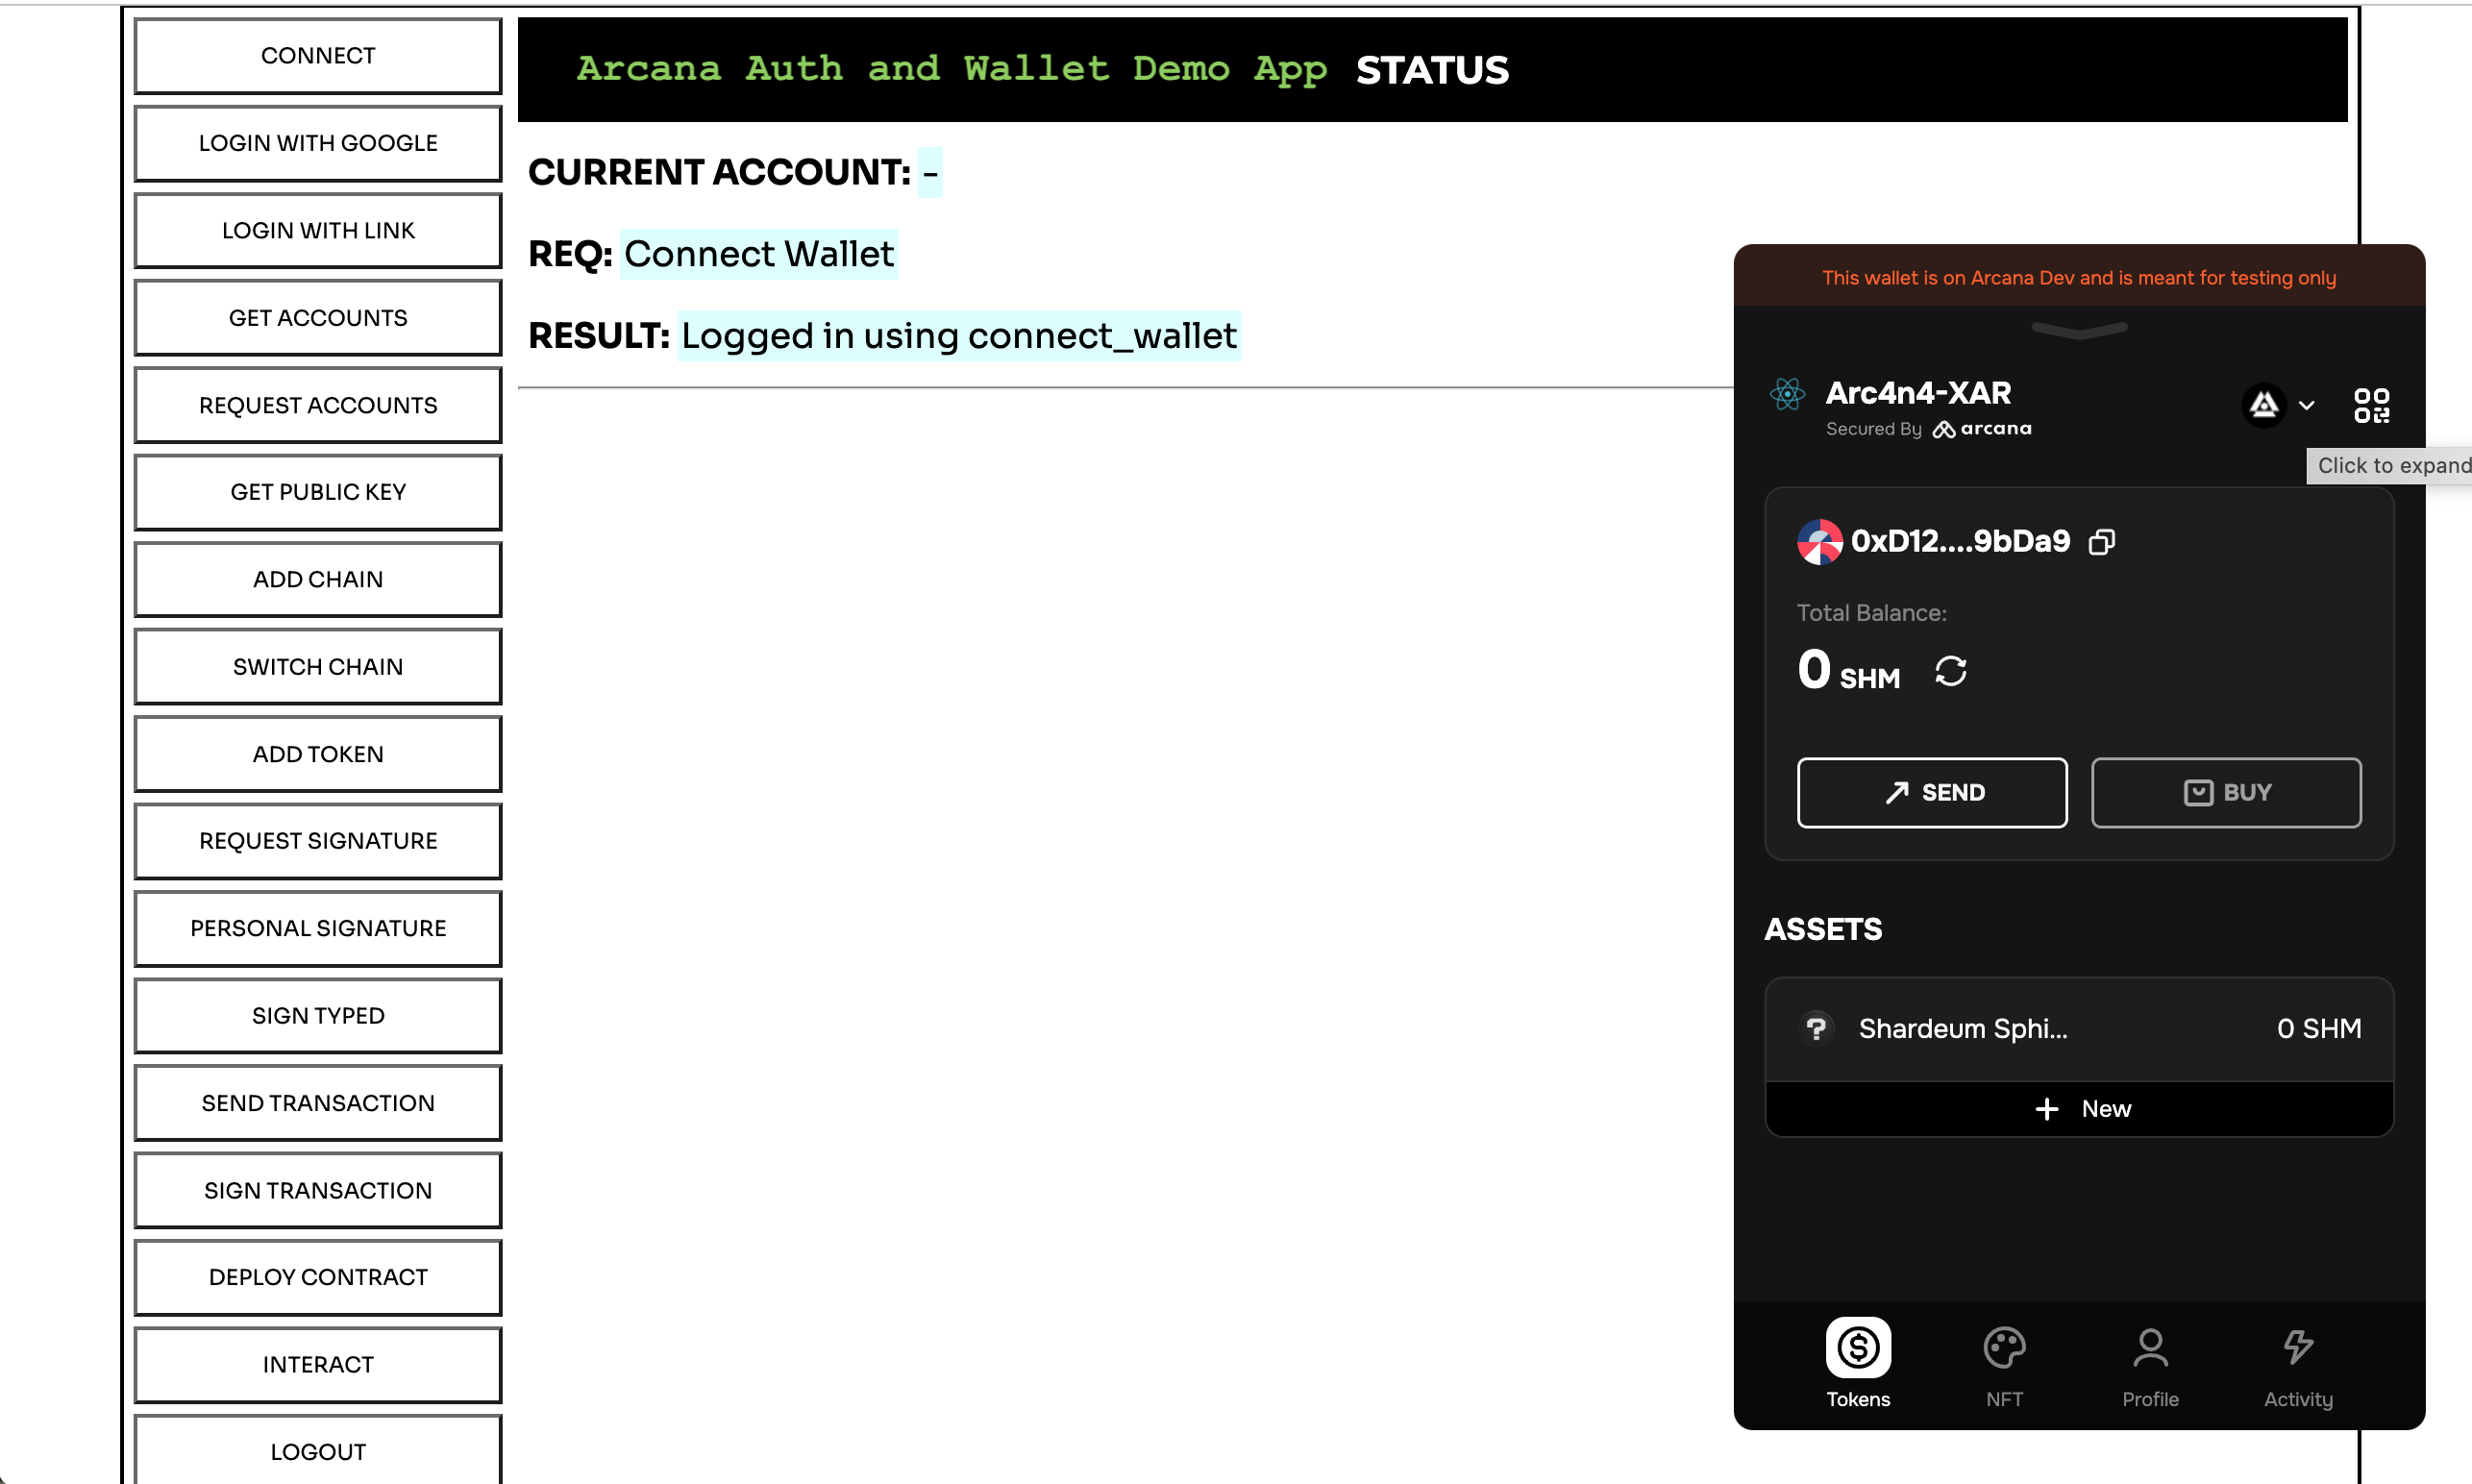 CONNECT
LOGIN WITH GOOGLE
LOGIN WITH LINK
GET ACCOUNTS
REQUEST ACCOUNTS
GET PUBLIC KEY
ADD CHAIN
SWITCH CHAIN
ADD TOKEN
REQUEST SIGNATURE
PERSONAL SIGNATURE
SIGN TYPED
SEND TRANSACTION
SIGN TRANSACTION
DEPLOY CONTRACT
INTERACT
LOGOUT
Arcana Auth and Wallet Demo App STATUS
CURRENT ACCOUNT: -
REQ: Connect Wallet
RESULT: Logged in using connect_wallet
This wallet is on Arcana Dev and is meant for testing only
Arc4n4-XAR
Secured By arcana
Click to expand
0xD12....9bDa9
Total Balance:
0 SHM
SEND
BUY
ASSETS
? Shardeum Sphi... 0 SHM
+ New
Tokens
NFT
Profile
Activity